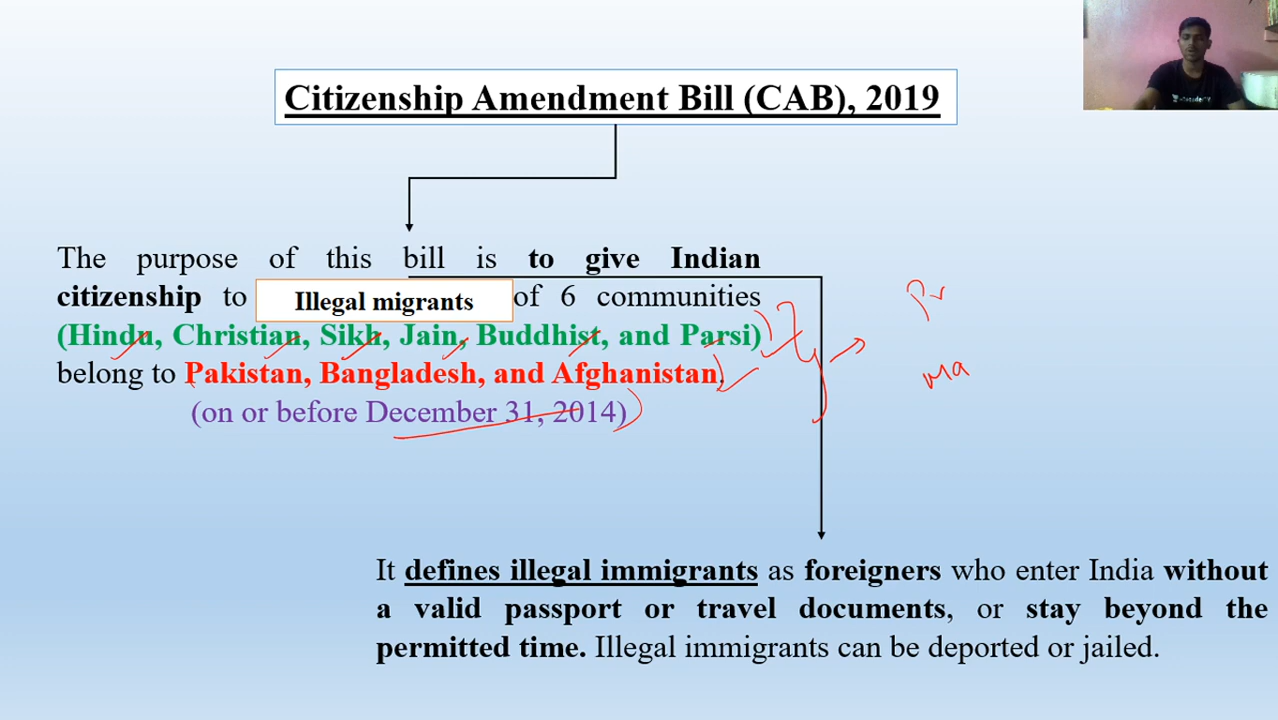 Citizenship Amendment Bill (CAB), 2019
The purpose of this bill is to give Indian
citizenship to Illegal migrants of 6 communities
(Hindu, Christian, Sikh, Jain, Buddhist, and Parsi)
belong to Pakistan, Bangladesh, and Afghanistan.
(on or before December 31, 2014)
Pr
ma
It defines illegal immigrants as foreigners who enter India without
a valid passport or travel documents, or stay beyond the
permitted time. Illegal immigrants can be deported or jailed.